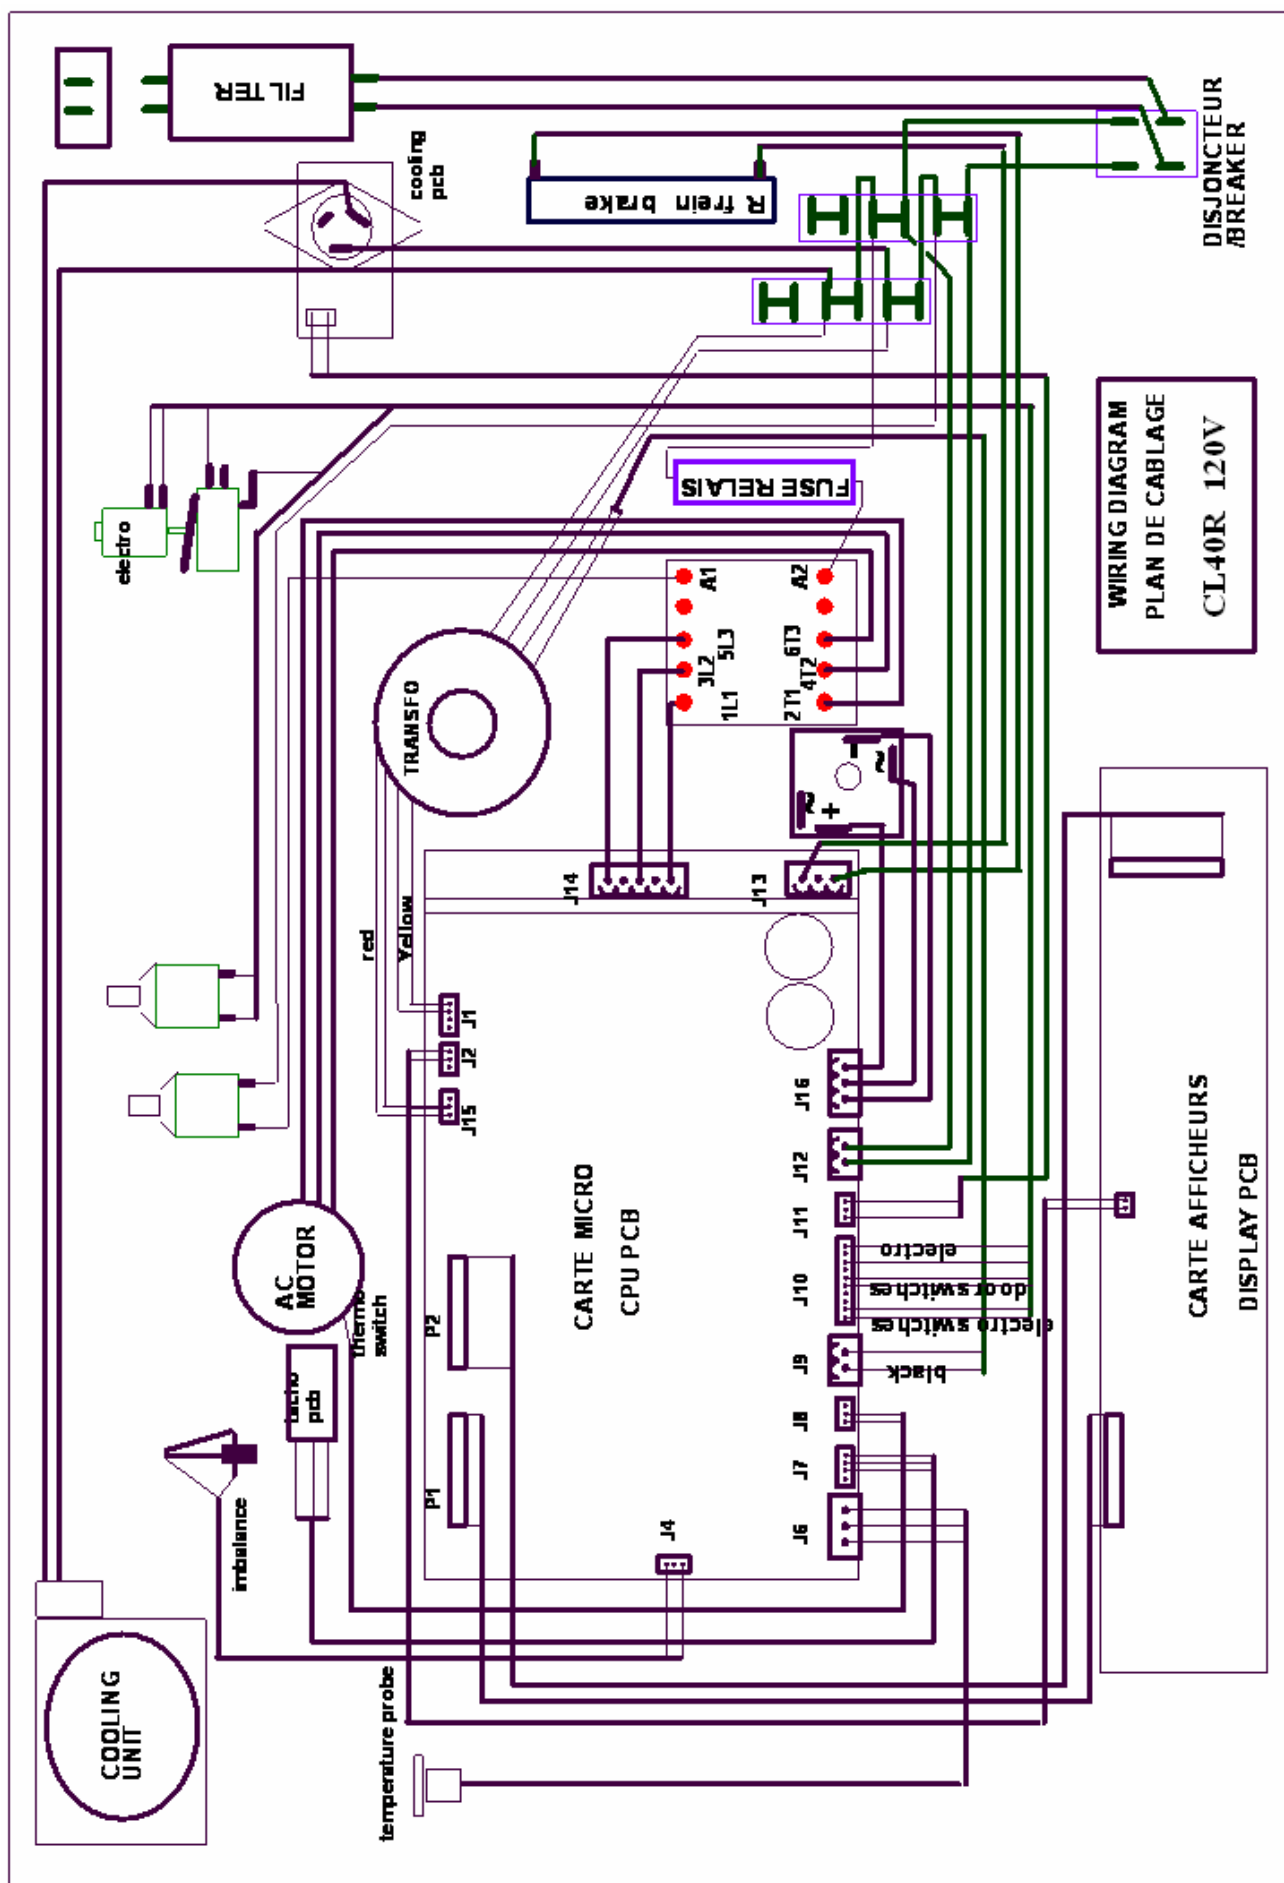 FILTER
cooling
pcb
R frein brake
DISJONCTEUR
/BREAKER
electro
FUSE RELAIS
WIRING DIAGRAM
PLAN DE CABLAGE
CL40R 120V
TRANSFO
A1
A2
5L3
3L2
1L1
6T3
4T2
2T1
~
-
~
+
red
Yellow
J14
J13
J1
J2
J15
J16
J12
J11
J10
J9
J8
J7
J6
J4
P2
P1
electro
door switches
electro switches
black
CARTE MICRO
CPU PCB
AC
MOTOR
thermo
switch
tacho
pcb
imbalance
COOLING
UNIT
temperature probe
CARTE AFFICHEURS
DISPLAY PCB